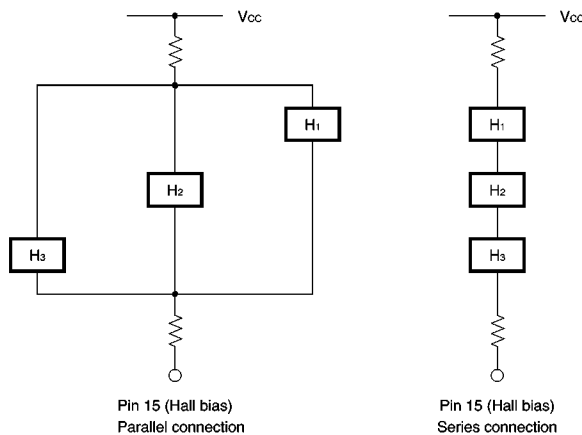 Vcc
Vcc
H1
H1
H2
H2
H3
H3
Pin 15 (Hall bias)
Parallel connection
Pin 15 (Hall bias)
Series connection